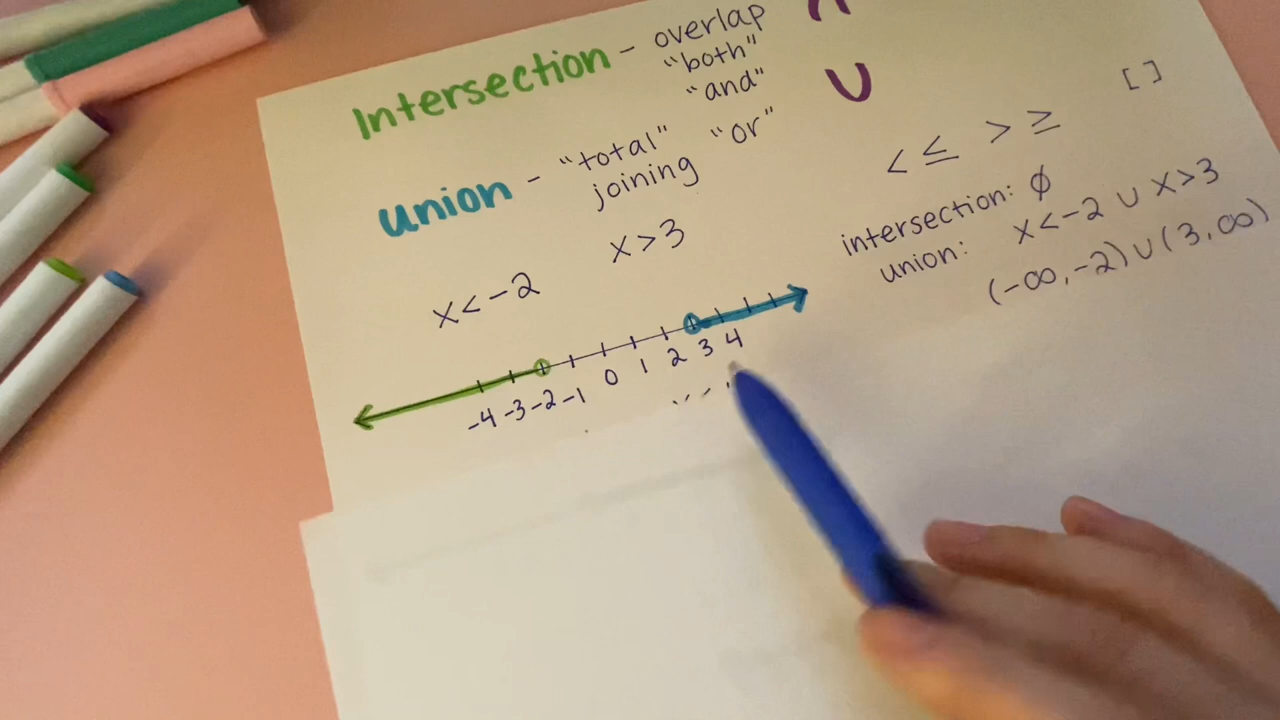 Intersection - overlap
"both"
"and"
∪
[ ]
union - "total" "or"
joining
< ≤ > ≥
x < -2
x > 3
intersection: ∅
union: x < -2 ∪ x > 3
(-∞, -2) ∪ (3, ∞)
-4 -3 -2 -1 0 1 2 3 4